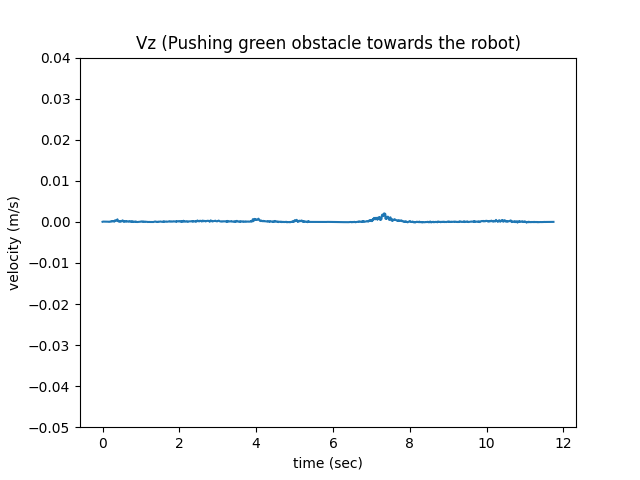 Vz (Pushing green obstacle towards the robot)
0.04
0.03
0.02
0.01
0.00
−0.01
−0.02
−0.03
−0.04
−0.05
velocity (m/s)
0 2 4 6 8 10 12
time (sec)